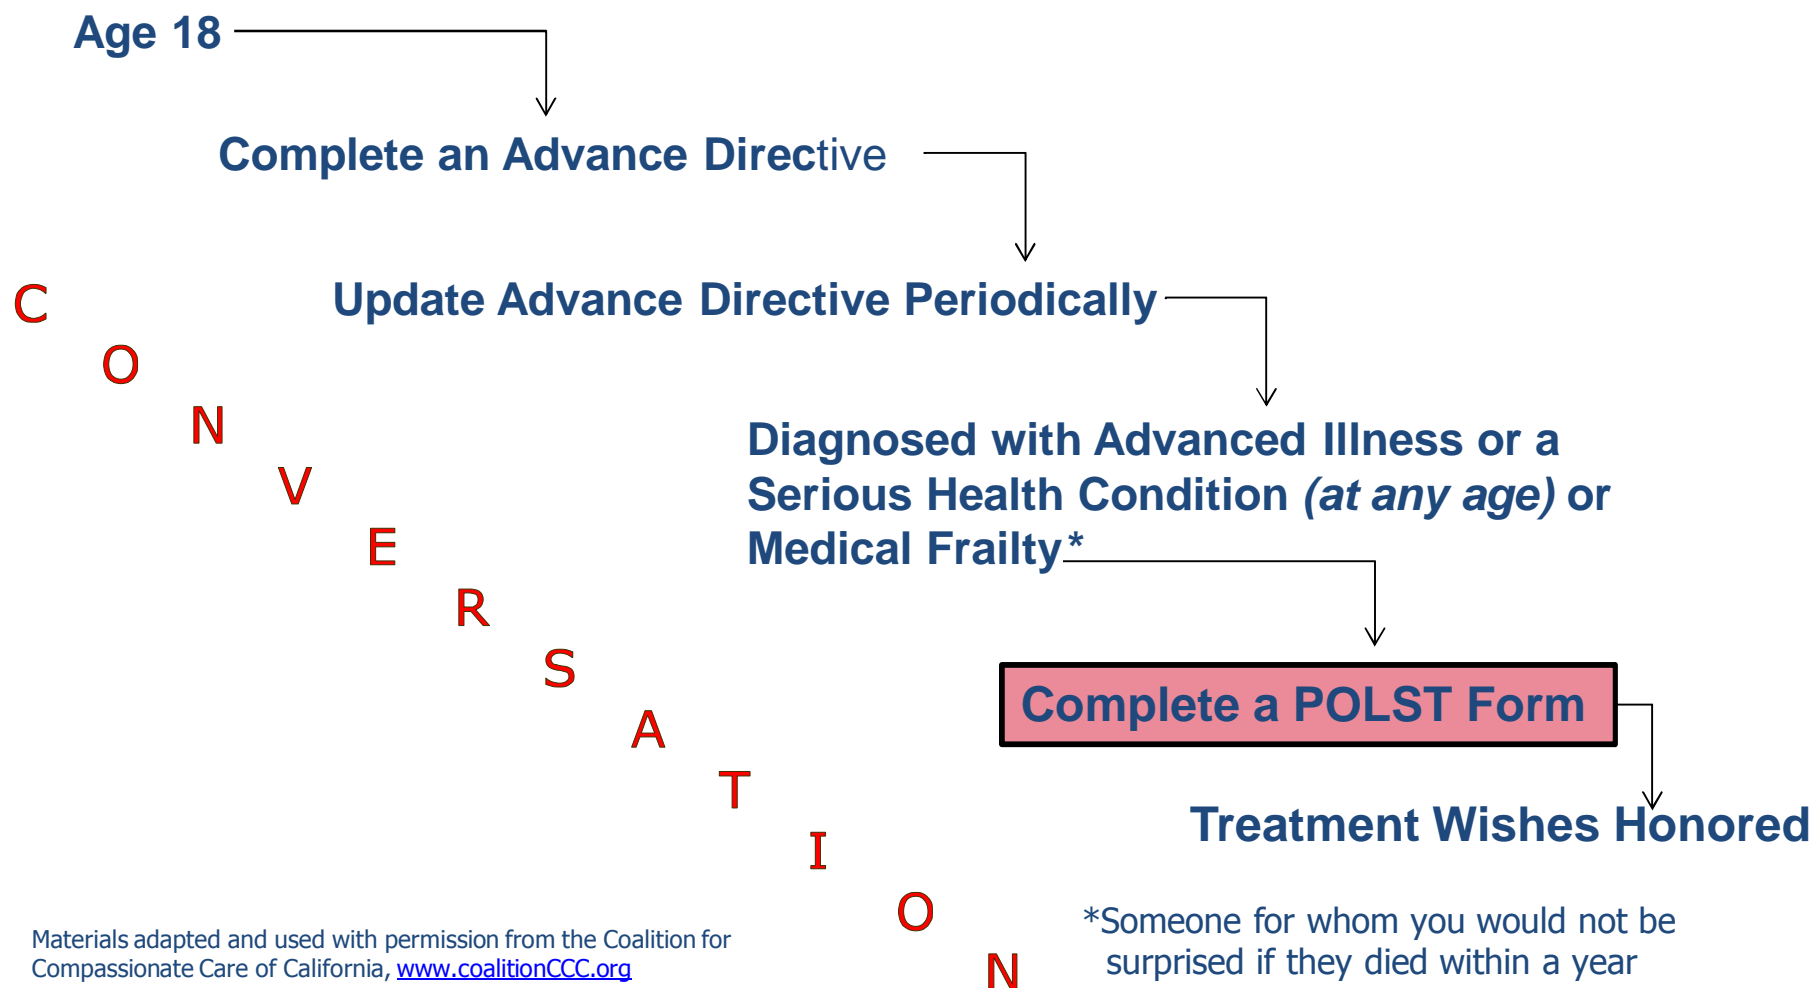 Age 18
Complete an Advance Directive
Update Advance Directive Periodically
Diagnosed with Advanced Illness or a
Serious Health Condition (at any age) or
Medical Frailty*
Complete a POLST Form
Treatment Wishes Honored
CONVERSATION
*Someone for whom you would not be
surprised if they died within a year
Materials adapted and used with permission from the Coalition for
Compassionate Care of California, www.coalitionCCC.org